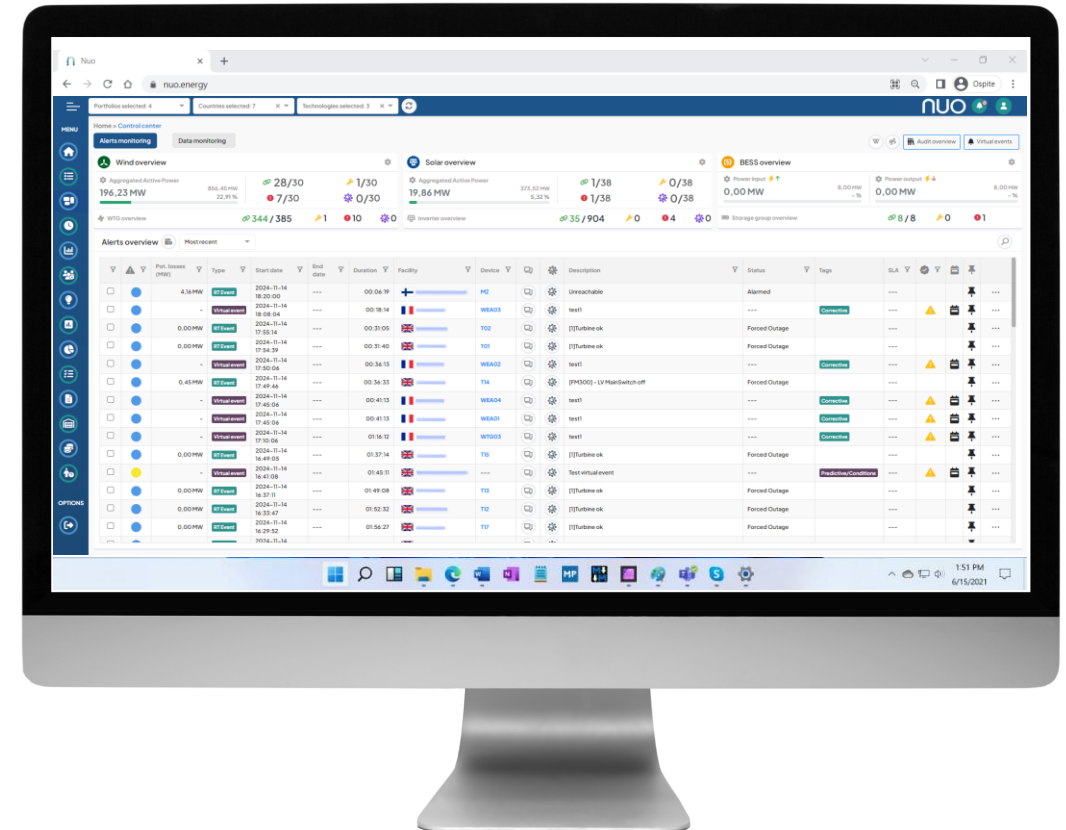 Nuo
nuo.energy
Ospite
Portfolios selected: 4
Countries selected: 7
Technologies selected: 3
nuo
MENU
Home > Control center
Alerts monitoring
Data monitoring
W
Audit overview
Virtual events
Wind overview
Aggregated Active Power
196,23 MW
856,45 MW
22,91 %
28/30
1/30
7/30
0/30
WTG overview
344/385
1
10
0
Solar overview
Aggregated Active Power
19,86 MW
373,52 MW
5,32 %
1/38
0/38
1/38
0/38
Inverter overview
35/904
0
4
0
BESS overview
Power input
0,00 MW
8,00 MW
- %
Power output
0,00 MW
8,00 MW
- %
Storage group overview
8/8
0
1
Alerts overview
Most recent
Pot. losses (MW) Type Start date End date Duration Facility Device Description Status Tags SLA
4,16 MW RT Event 2024-11-14 18:20:00 --- 00:06:19 M2 Unreachable Alarmed ---
- Virtual event 2024-11-14 18:08:04 --- 00:18:14 WEA03 test1 --- Corrective ---
0,00 MW RT Event 2024-11-14 17:55:14 --- 00:31:05 T02 [1]Turbine ok Forced Outage ---
0,00 MW RT Event 2024-11-14 17:54:39 --- 00:31:40 T01 [1]Turbine ok Forced Outage ---
- Virtual event 2024-11-14 17:50:06 --- 00:36:13 WEA02 test1 --- Corrective ---
0,45 MW RT Event 2024-11-14 17:49:46 --- 00:36:33 T14 [FM300] - LV MainSwitch off Forced Outage ---
- Virtual event 2024-11-14 17:45:06 --- 00:41:13 WEA04 test1 --- Corrective ---
- Virtual event 2024-11-14 17:45:06 --- 00:41:13 WEA01 test1 --- Corrective ---
- Virtual event 2024-11-14 17:10:06 --- 01:16:12 WTG03 test1 --- Corrective ---
0,00 MW RT Event 2024-11-14 16:49:05 --- 01:37:14 T15 [1]Turbine ok Forced Outage ---
- Virtual event 2024-11-14 16:41:08 --- 01:45:11 --- Test virtual event --- Predictive/Conditiona ---
0,00 MW RT Event 2024-11-14 16:37:11 --- 01:49:08 T13 [1]Turbine ok Forced Outage ---
0,00 MW RT Event 2024-11-14 16:33:47 --- 01:52:32 T12 [1]Turbine ok Forced Outage ---
0,00 MW RT Event 2024-11-14 16:29:52 --- 01:56:27 T17 [1]Turbine ok Forced Outage ---
2024-11-14
OPTIONS
MP
1:51 PM
6/15/2021